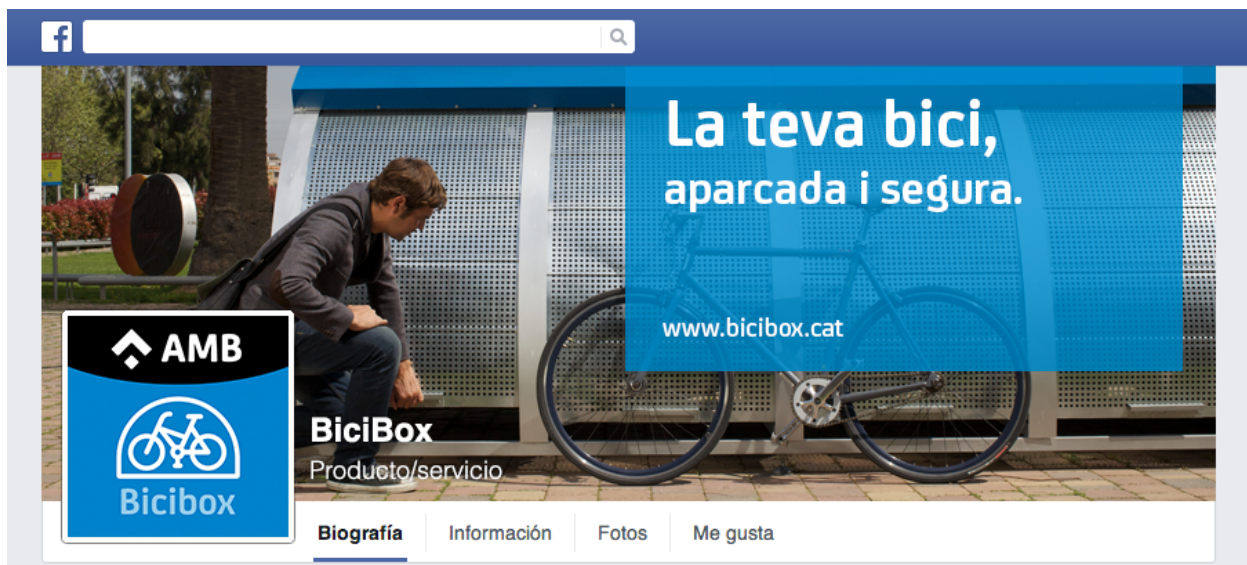 f
La teva bici,
aparcada i segura.
www.bicibox.cat
AMB
Bicibox
BiciBox
Producto/servicio
Biografía
Información
Fotos
Me gusta